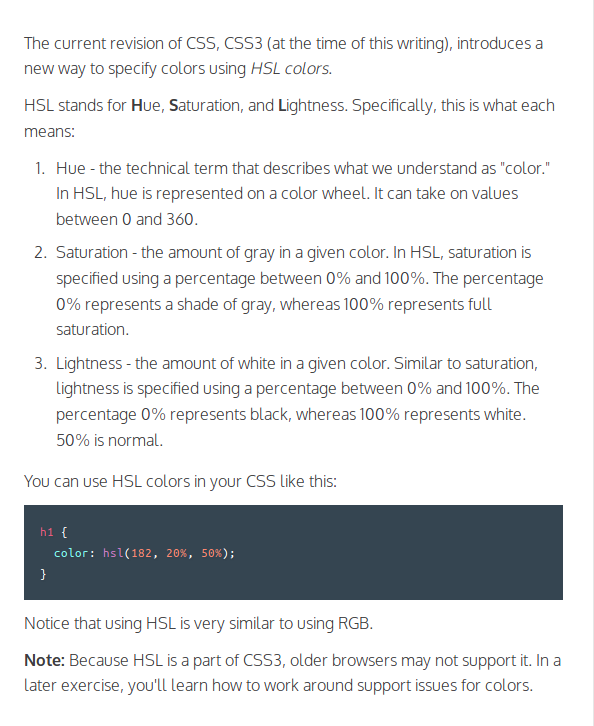 The current revision of CSS, CSS3 (at the time of this writing), introduces a
new way to specify colors using HSL colors.
HSL stands for Hue, Saturation, and Lightness. Specifically, this is what each
means:
1. Hue - the technical term that describes what we understand as "color."
In HSL, hue is represented on a color wheel. It can take on values
between 0 and 360.
2. Saturation - the amount of gray in a given color. In HSL, saturation is
specified using a percentage between 0% and 100%. The percentage
0% represents a shade of gray, whereas 100% represents full
saturation.
3. Lightness - the amount of white in a given color. Similar to saturation,
lightness is specified using a percentage between 0% and 100%. The
percentage 0% represents black, whereas 100% represents white.
50% is normal.
You can use HSL colors in your CSS like this:
h1 {
  color: hsl(182, 20%, 50%);
}
Notice that using HSL is very similar to using RGB.
Note: Because HSL is a part of CSS3, older browsers may not support it. In a
later exercise, you'll learn how to work around support issues for colors.